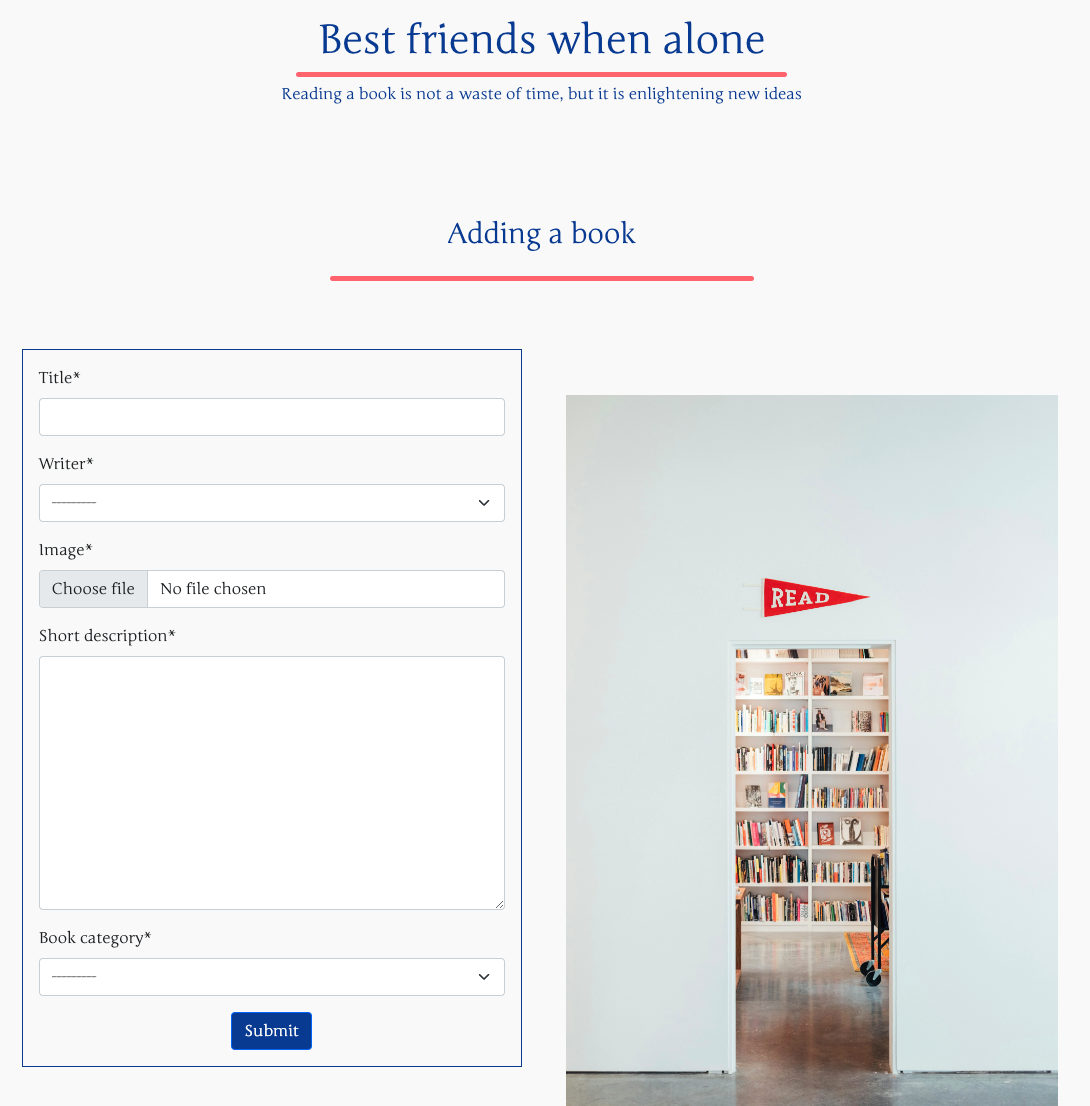 Best friends when alone
Reading a book is not a waste of time, but it is enlightening new ideas
Adding a book
Title*
Writer*
---------
Image*
Choose file No file chosen
Short description*
Book category*
---------
Submit
READ